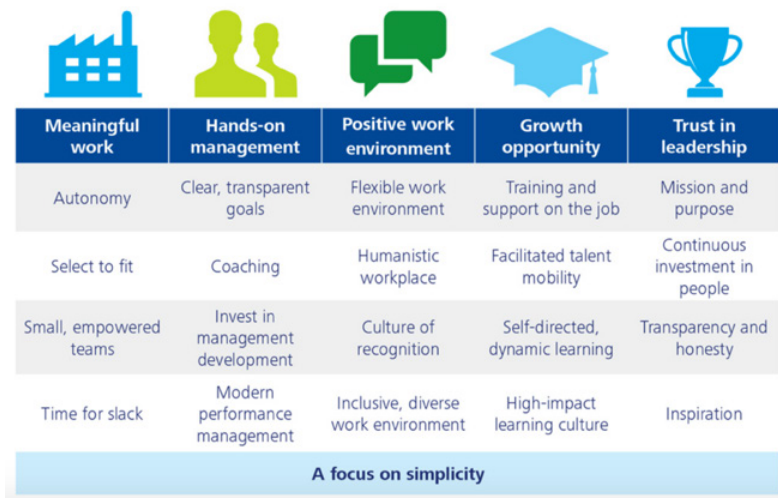 Meaningful
work
Hands-on
management
Positive work
environment
Growth
opportunity
Trust in
leadership
Autonomy
Clear, transparent
goals
Flexible work
environment
Training and
support on the job
Mission and
purpose
Select to fit
Coaching
Humanistic
workplace
Facilitated talent
mobility
Continuous
investment in
people
Small, empowered
teams
Invest in
management
development
Culture of
recognition
Self-directed,
dynamic learning
Transparency and
honesty
Time for slack
Modern
performance
management
Inclusive, diverse
work environment
High-impact
learning culture
Inspiration
A focus on simplicity